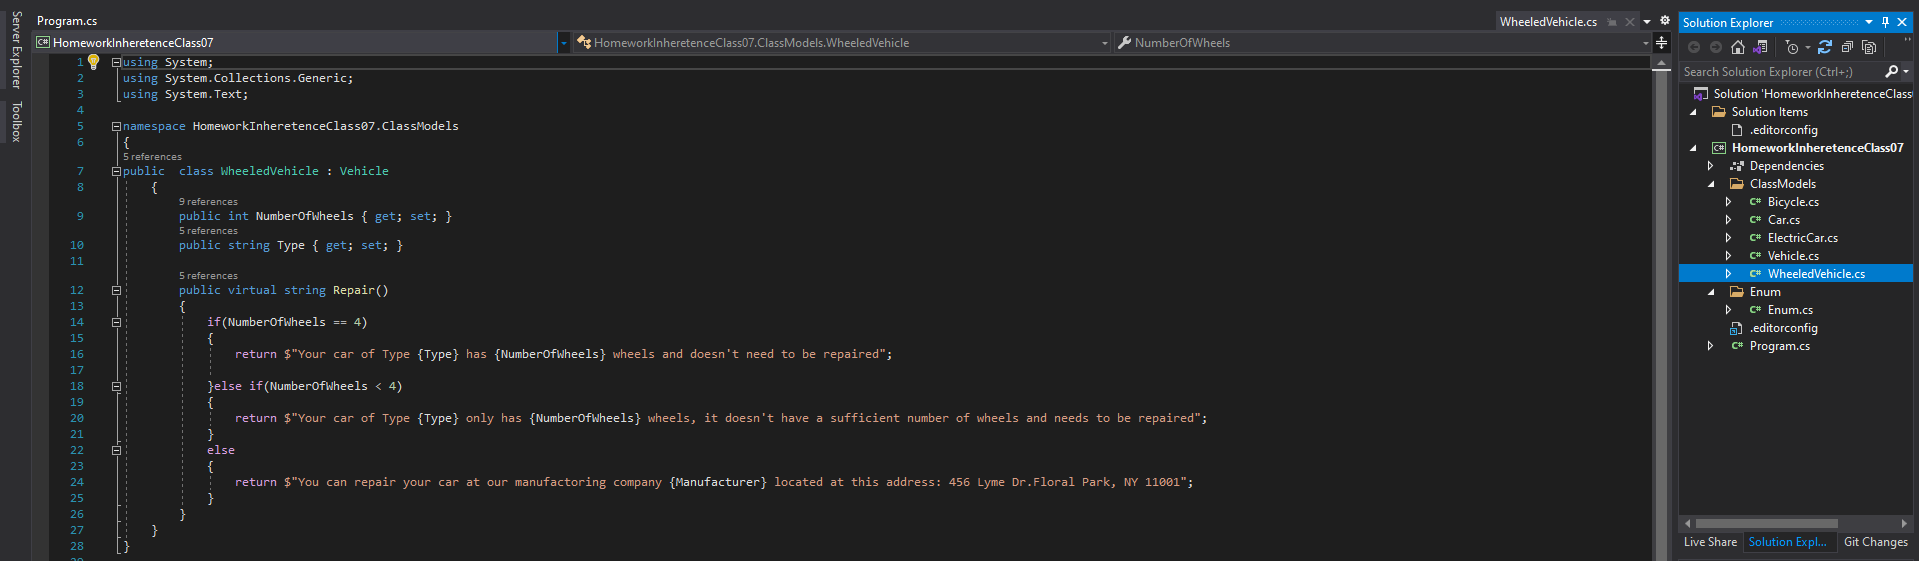 Server Explorer
Toolbox
Program.cs
WheeledVehicle.cs
C# HomeworkInheretenceClass07
HomeworkInheretenceClass07.ClassModels.WheeledVehicle
NumberOfWheels
1 using System;
2 using System.Collections.Generic;
3 using System.Text;
4
5 namespace HomeworkInheretenceClass07.ClassModels
6 {
5 references
7 public  class WheeledVehicle : Vehicle
8 {
9 references
9 public int NumberOfWheels { get; set; }
5 references
10 public string Type { get; set; }
11
5 references
12 public virtual string Repair()
13 {
14 if(NumberOfWheels == 4)
15 {
16 return $"Your car of Type {Type} has {NumberOfWheels} wheels and doesn't need to be repaired";
17
18 }else if(NumberOfWheels < 4)
19 {
20 return $"Your car of Type {Type} only has {NumberOfWheels} wheels, it doesn't have a sufficient number of wheels and needs to be repaired";
21 }
22 else
23 {
24 return $"You can repair your car at our manufactoring company {Manufacturer} located at this address: 456 Lyme Dr.Floral Park, NY 11001";
25 }
26 }
27 }
28 }
Solution Explorer
Search Solution Explorer (Ctrl+;)
Solution 'HomeworkInheretenceClass
Solution Items
.editorconfig
C# HomeworkInheretenceClass07
Dependencies
ClassModels
C# Bicycle.cs
C# Car.cs
C# ElectricCar.cs
C# Vehicle.cs
C# WheeledVehicle.cs
Enum
C# Enum.cs
.editorconfig
C# Program.cs
Live Share
Solution Expl...
Git Changes